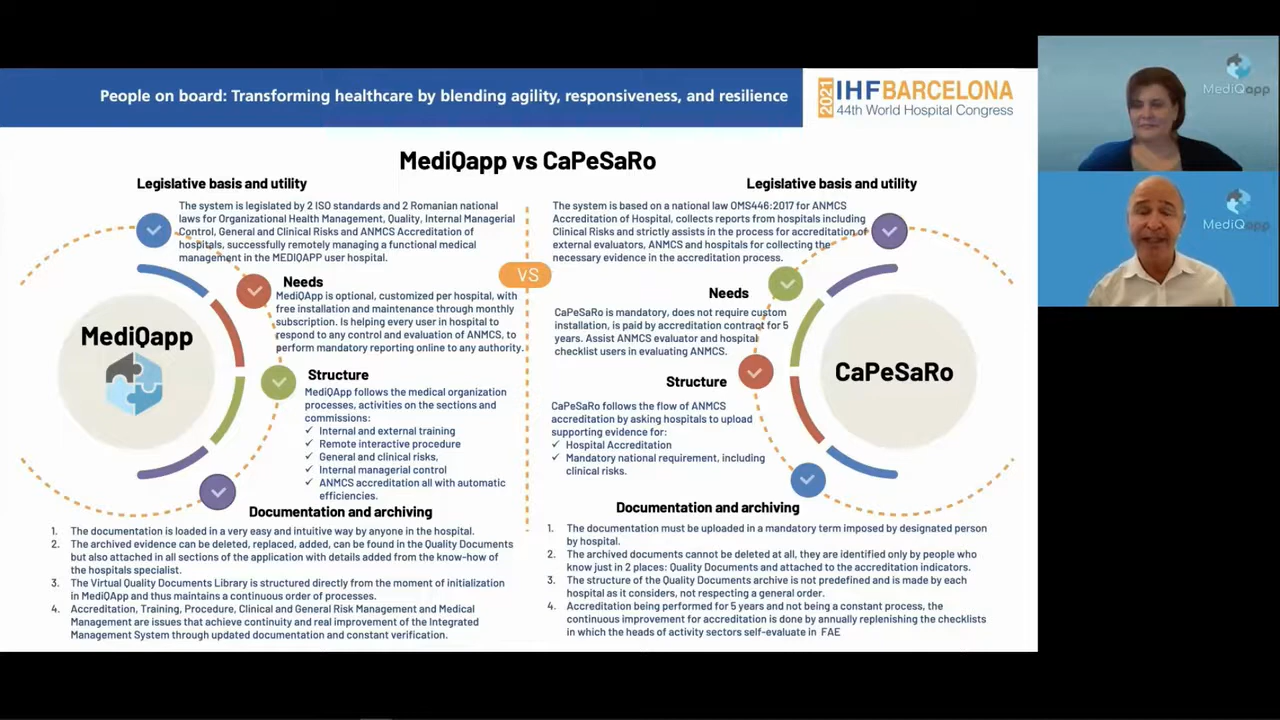 People on board: Transforming healthcare by blending agility, responsiveness, and resilience
2021
IHFBARCELONA
44th World Hospital Congress
MediQapp vs CaPeSaRo
Legislative basis and utility
The system is legislated by 2 ISO standards and 2 Romanian national
laws for Organizational Health Management, Quality, Internal Managerial
Control, General and Clinical Risks and ANMCS Accreditation of
hospitals, successfully remotely managing a functional medical
management in the MEDIQAPP user hospital.
Needs
MediQApp is optional, customized per hospital, with
free installation and maintenance through monthly
subscription. Is helping every user in hospital to
respond to any control and evaluation of ANMCS, to
perform mandatory reporting online to any authority.
MediQapp
Structure
MediQApp follows the medical organization
processes, activities on the sections and
commissions:
✓ Internal and external training
✓ Remote interactive procedure
✓ General and clinical risks,
✓ Internal managerial control
✓ ANMCS accreditation all with automatic
efficiencies.
Documentation and archiving
1. The documentation is loaded in a very easy and intuitive way by anyone in the hospital.
2. The archived evidence can be deleted, replaced, added, can be found in the Quality Documents
but also attached in all sections of the application with details added from the know-how of
the hospitals specialist.
3. The Virtual Quality Documents Library is structured directly from the moment of initialization
in MediQApp and thus maintains a continuous order of processes.
4. Accreditation, Training, Procedure, Clinical and General Risk Management and Medical
Management are issues that achieve continuity and real improvement of the Integrated
Management System through updated documentation and constant verification.
VS
Legislative basis and utility
The system is based on a national law OMS446:2017 for ANMCS
Accreditation of Hospital, collects reports from hospitals including
Clinical Risks and strictly assists in the process for accreditation of
external evaluators, ANMCS and hospitals for collecting the
necessary evidence in the accreditation process.
Needs
CaPeSaRo is mandatory, does not require custom
installation, is paid by accreditation contract for 5
years. Assist ANMCS evaluator and hospital
checklist users in evaluating ANMCS.
CaPeSaRo
Structure
CaPeSaRo follows the flow of ANMCS
accreditation by asking hospitals to upload
supporting evidence for:
✓ Hospital Accreditation
✓ Mandatory national requirement, including
clinical risks.
Documentation and archiving
1. The documentation must be uploaded in a mandatory term imposed by designated person
by hospital.
2. The archived documents cannot be deleted at all, they are identified only by people who
know just in 2 places: Quality Documents and attached to the accreditation indicators.
3. The structure of the Quality Documents archive is not predefined and is made by each
hospital as it considers, not respecting a general order.
4. Accreditation being performed for 5 years and not being a constant process, the
continuous improvement for accreditation is done by annually replenishing the checklists
in which the heads of activity sectors self-evaluate in FAE
MediQapp
MediQapp